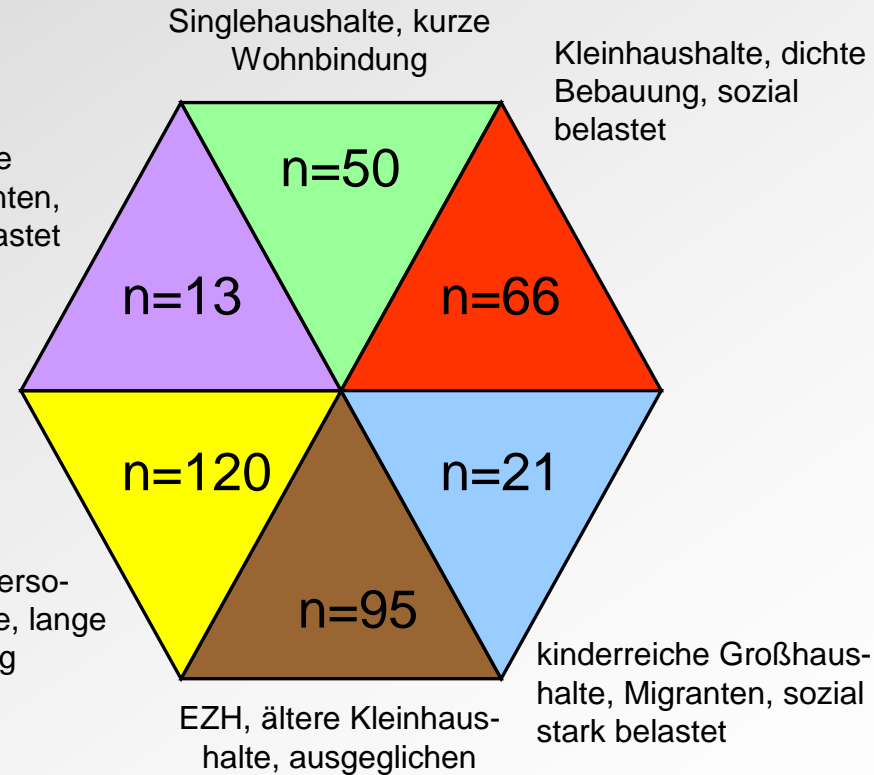 Singlehaushalte, kurze
Wohnbindung
Kleinhaushalte, dichte
Bebauung, sozial
belastet
n=50
n=13
n=66
n=120
n=21
n=95
lange
kinderreiche Großhaus-
halte, Migranten, sozial
stark belastet
EZH, ältere Kleinhaus-
halte, ausgeglichen